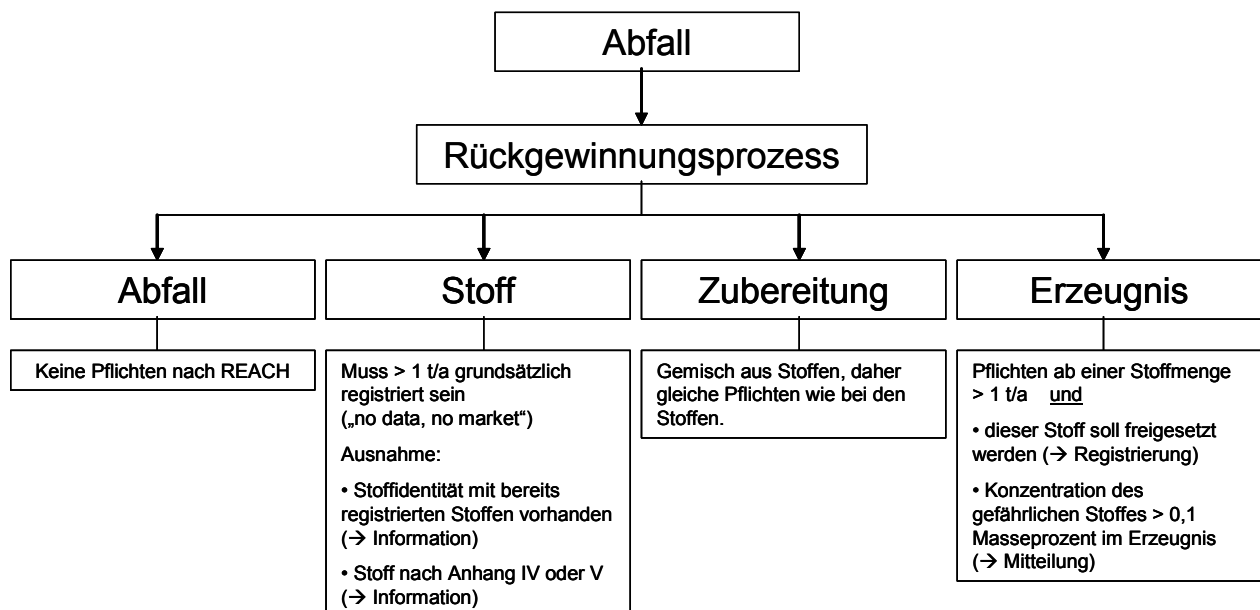 Abfall
Rückgewinnungsprozess
Abfall
Keine Pflichten nach REACH
Stoff
Muss > 1 t/a grundsätzlich
registriert sein
(„no data, no market“)
Ausnahme:
• Stoffidentität mit bereits
registrierten Stoffen vorhanden
(→ Information)
• Stoff nach Anhang IV oder V
(→ Information)
Zubereitung
Gemisch aus Stoffen, daher
gleiche Pflichten wie bei den
Stoffen.
Erzeugnis
Pflichten ab einer Stoffmenge
> 1 t/a und
• dieser Stoff soll freigesetzt
werden (→ Registrierung)
• Konzentration des
gefährlichen Stoffes > 0,1
Masseprozent im Erzeugnis
(→ Mitteilung)